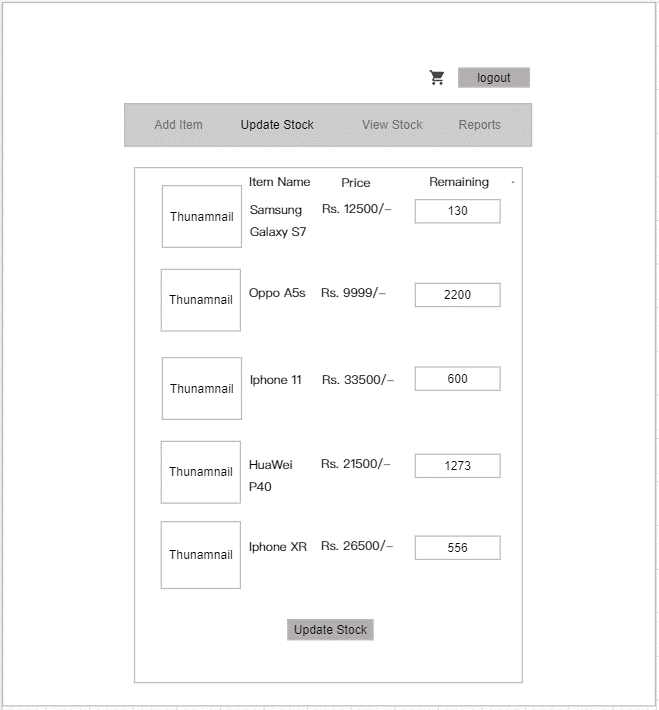 logout
Add Item Update Stock View Stock Reports
Item Name Price Remaining
Thunamnail Samsung Rs. 12500/– 130
Galaxy S7
Thunamnail Oppo A5s Rs. 9999/– 2200
Thunamnail Iphone 11 Rs. 33500/– 600
Thunamnail HuaWei Rs. 21500/– 1273
P40
Thunamnail Iphone XR Rs. 26500/– 556
Update Stock